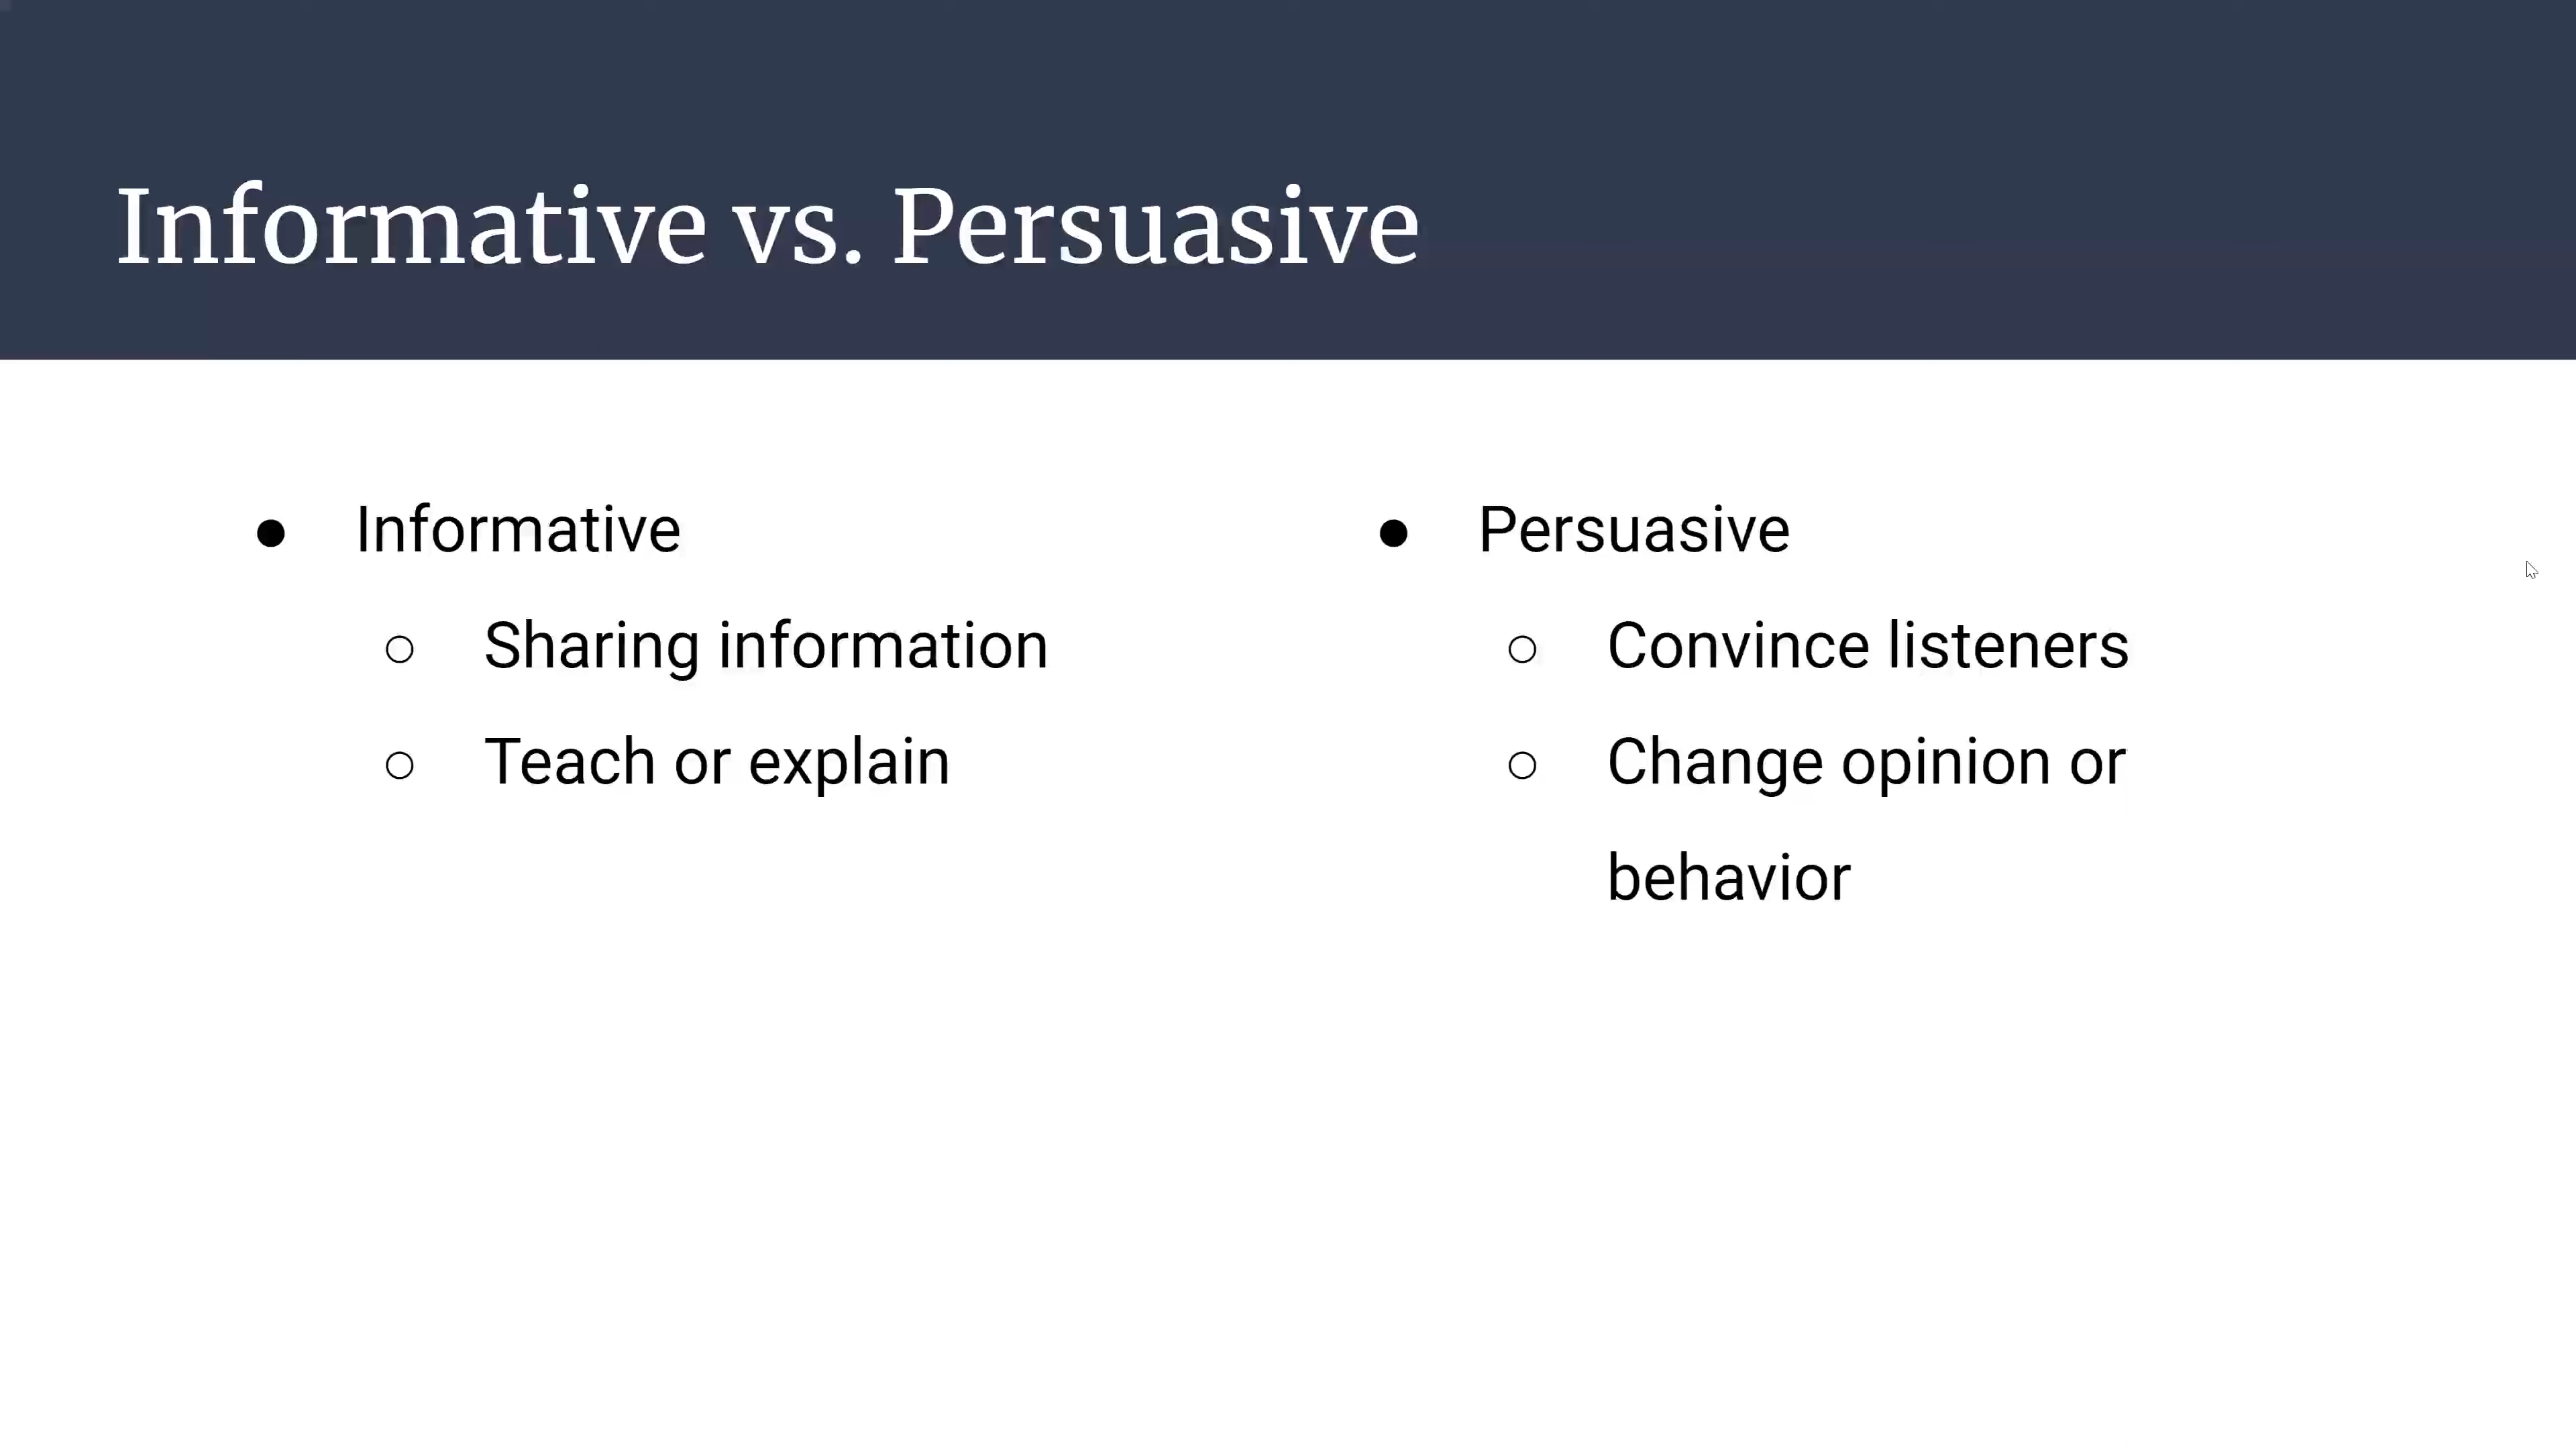 Informative vs. Persuasive
● Informative
○ Sharing information
○ Teach or explain
● Persuasive
○ Convince listeners
○ Change opinion or
behavior